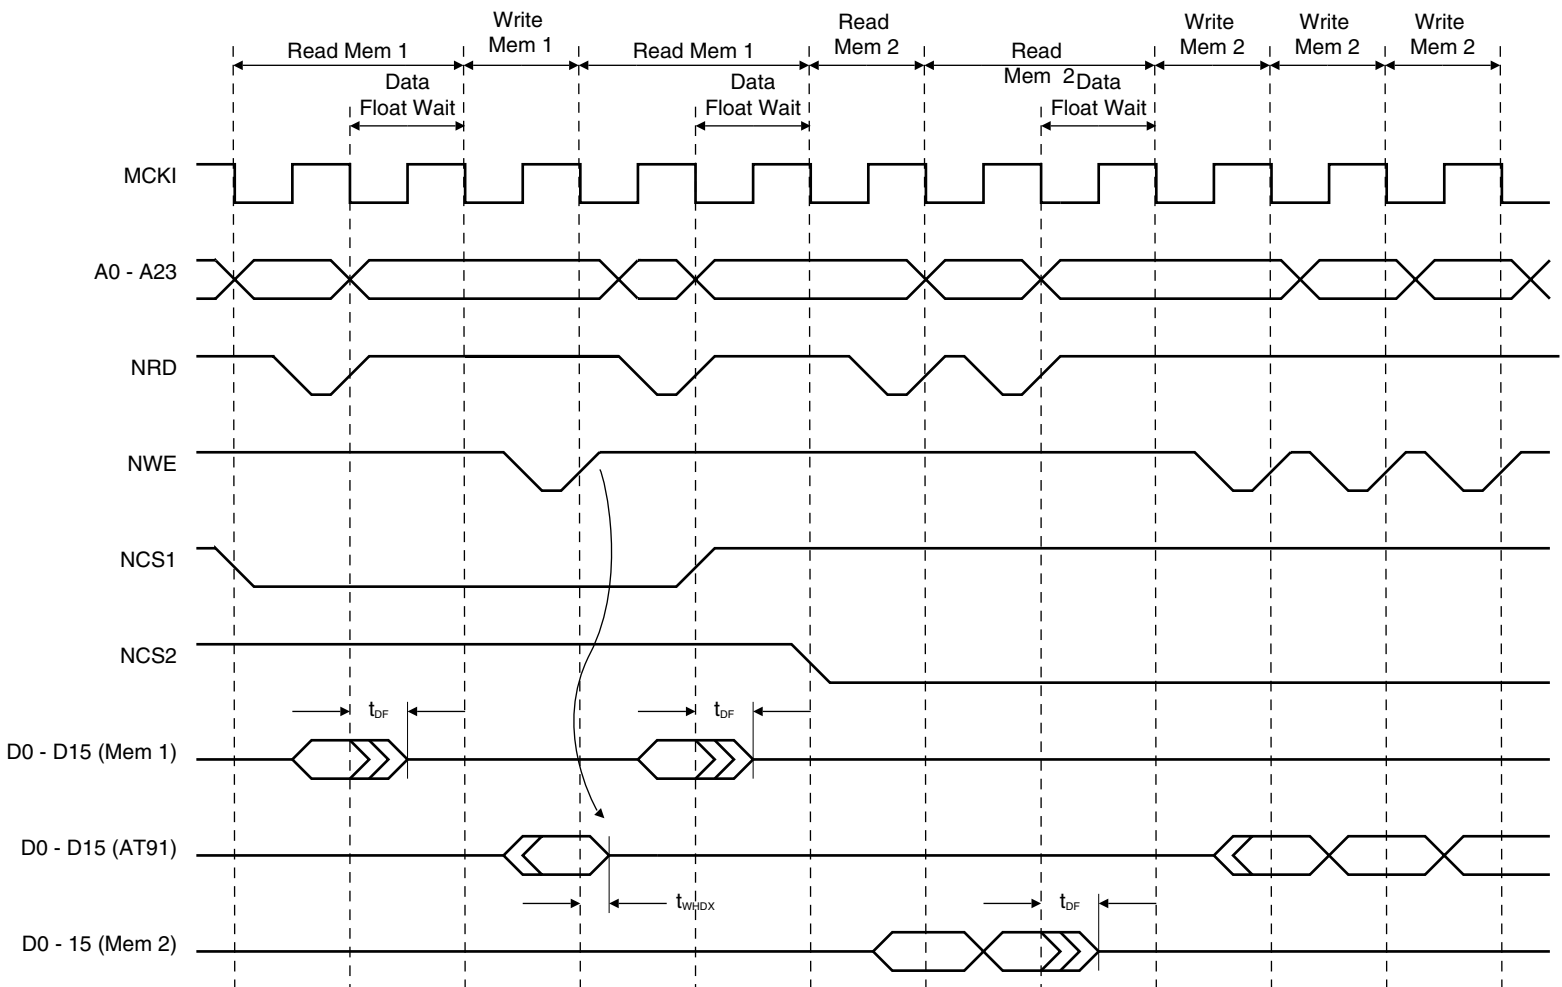 Read Mem 1
Write
Mem 1
Read Mem 1
Read
Mem 2
Read
Mem 2
Write
Mem 2
Write
Mem 2
Write
Mem 2
Data
Float Wait
Data
Float Wait
Data
Float Wait
MCKI
A0 - A23
NRD
NWE
NCS1
NCS2
tDF
tDF
D0 - D15 (Mem 1)
D0 - D15 (AT91)
tWHDX
tDF
D0 - 15 (Mem 2)